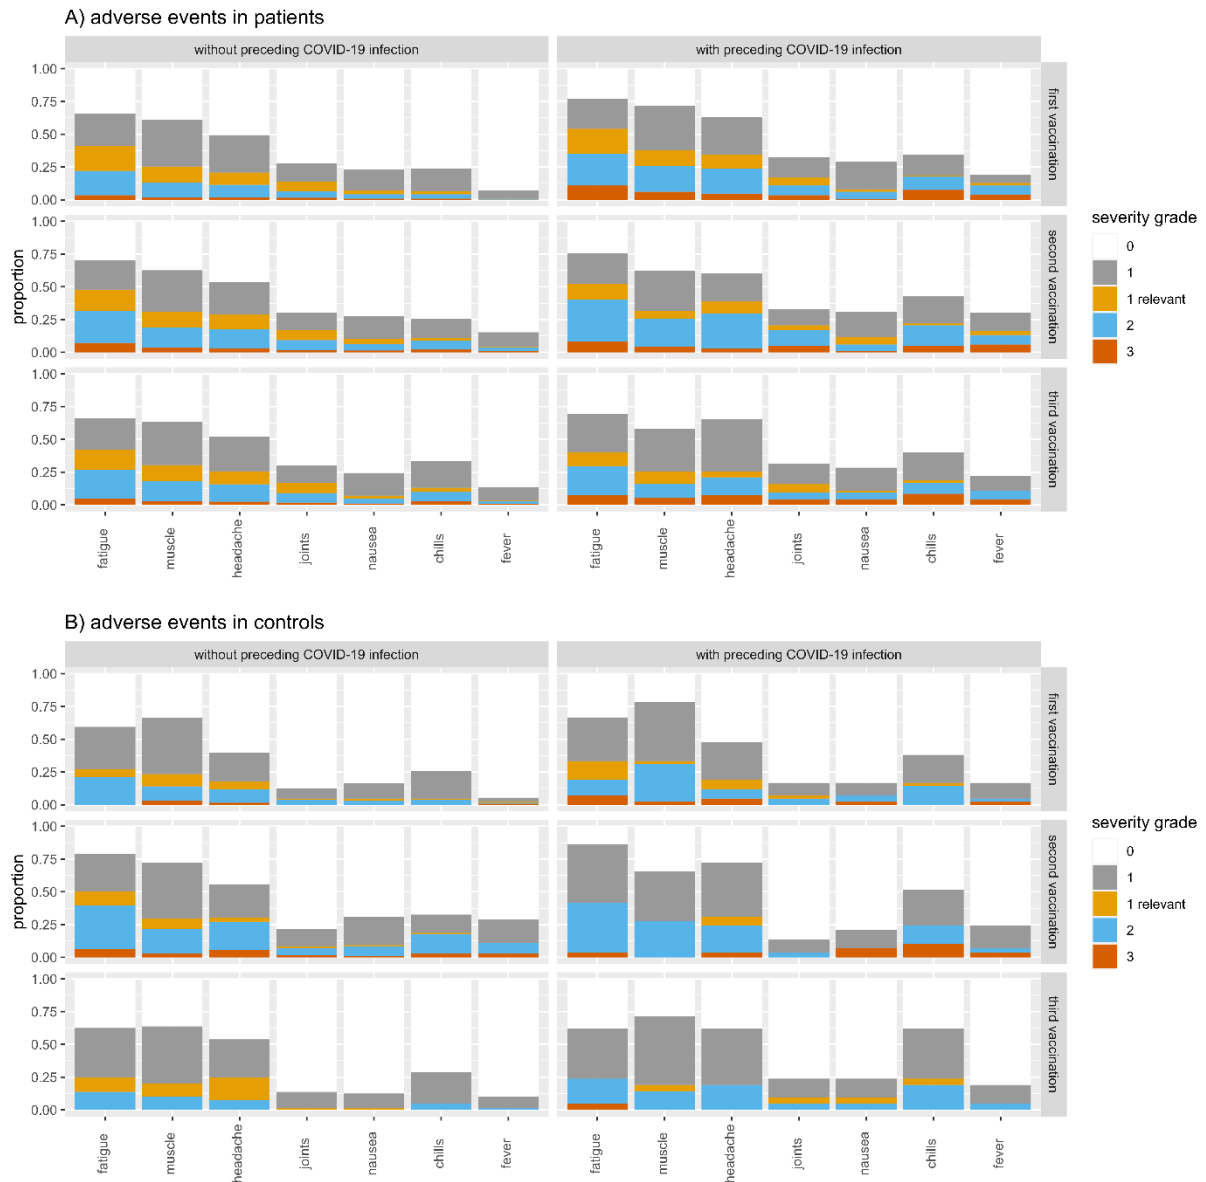 A) adverse events in patients
without preceding COVID-19 infection
with preceding COVID-19 infection
1.00
0.75
0.50
0.25
0.00
first vaccination
1.00
0.75
0.50
0.25
0.00
second vaccination
1.00
0.75
0.50
0.25
0.00
third vaccination
proportion
fatigue
muscle
headache
joints
nausea
chills
fever
fatigue
muscle
headache
joints
nausea
chills
fever
severity grade
0
1
1 relevant
2
3
B) adverse events in controls
without preceding COVID-19 infection
with preceding COVID-19 infection
1.00
0.75
0.50
0.25
0.00
first vaccination
1.00
0.75
0.50
0.25
0.00
second vaccination
1.00
0.75
0.50
0.25
0.00
third vaccination
proportion
fatigue
muscle
headache
joints
nausea
chills
fever
fatigue
muscle
headache
joints
nausea
chills
fever
severity grade
0
1
1 relevant
2
3